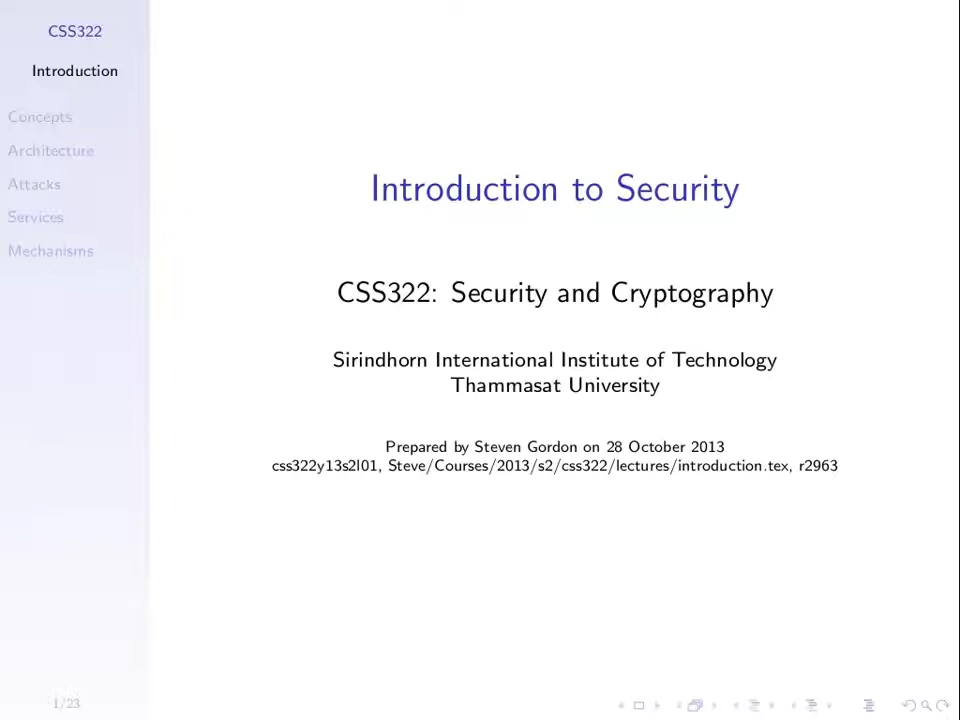 CSS322
Introduction
Concepts
Architecture
Attacks
Services
Mechanisms
Introduction to Security
CSS322: Security and Cryptography
Sirindhorn International Institute of Technology
Thammasat University
Prepared by Steven Gordon on 28 October 2013
css322y13s2l01, Steve/Courses/2013/s2/css322/lectures/introduction.tex, r2963
1/23